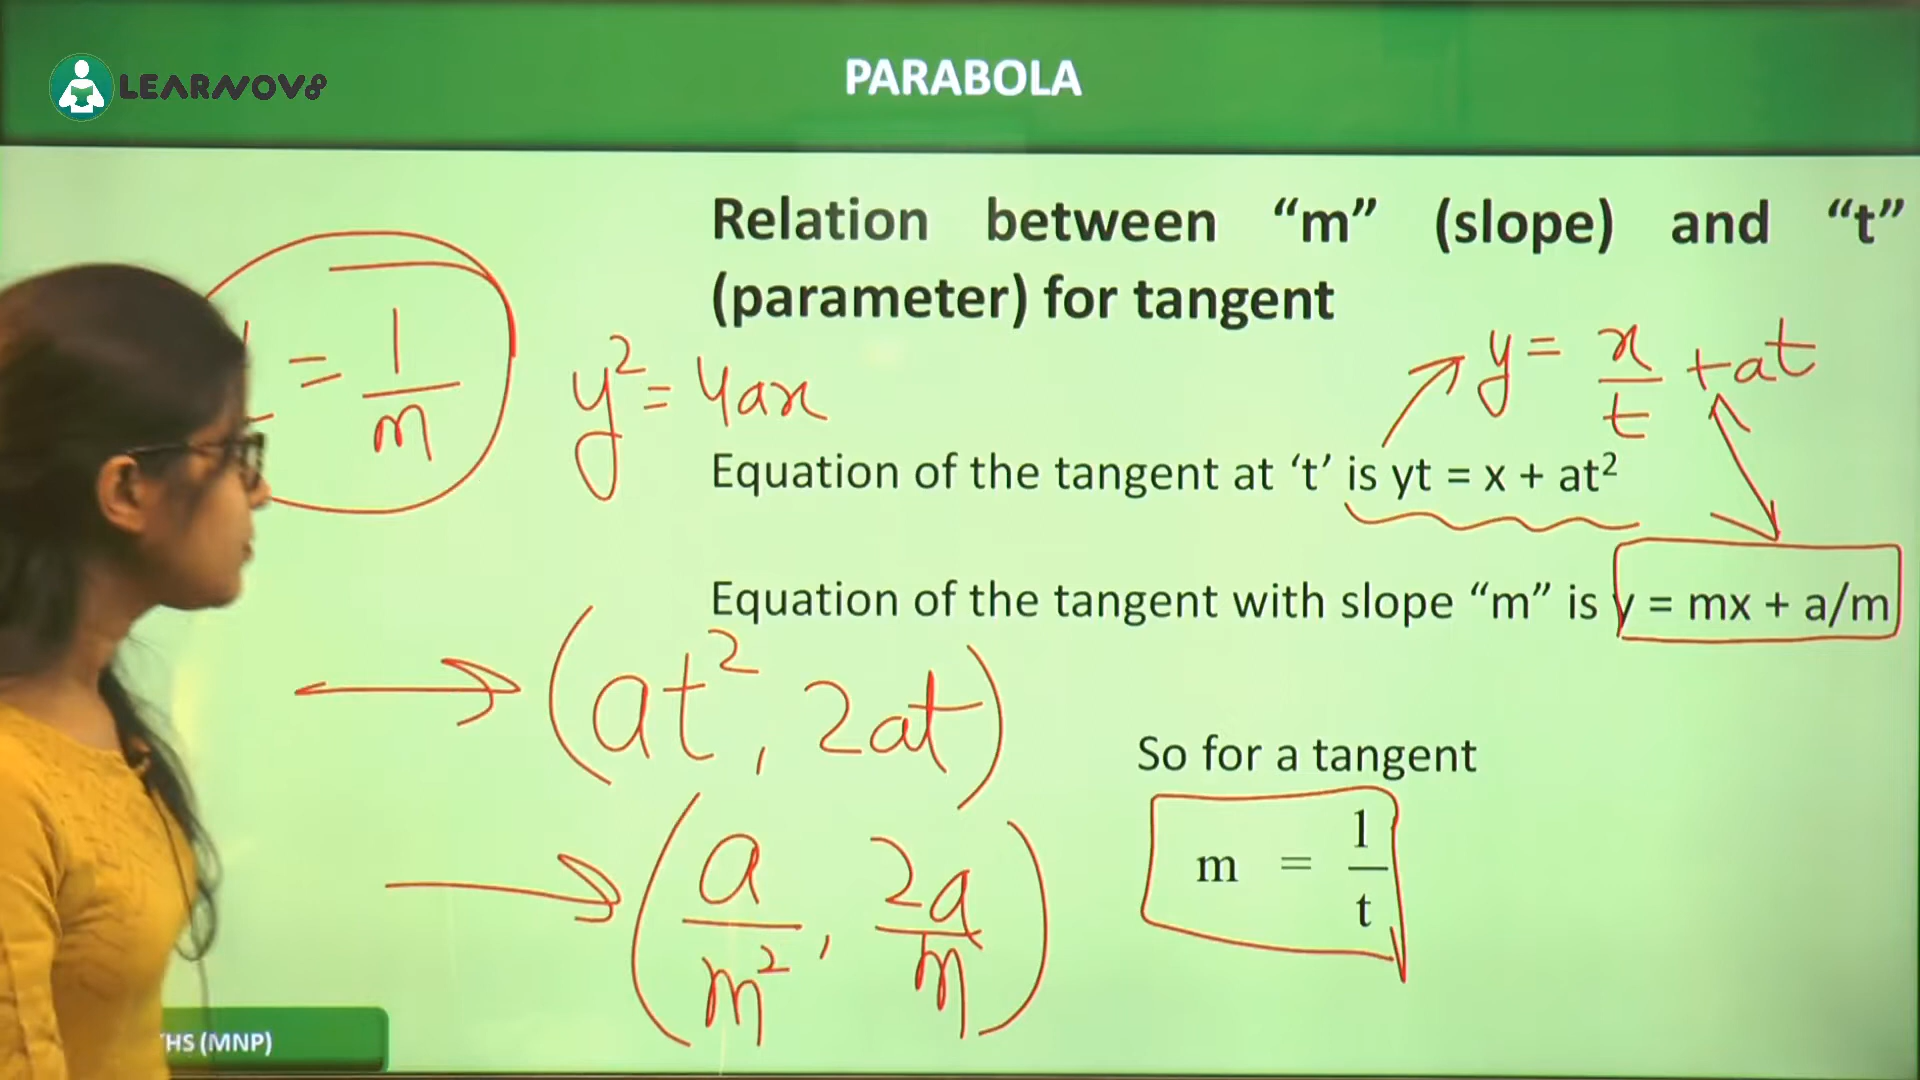 LEARNOV8
PARABOLA
Relation between “m” (slope) and “t”
(parameter) for tangent
= 1/m
y² = 4ax
y = x/t + at
Equation of the tangent at ‘t’ is yt = x + at²
Equation of the tangent with slope “m” is y = mx + a/m
(at², 2at)
So for a tangent
(a/m², 2a/m)
m = 1/t
HS (MNP)